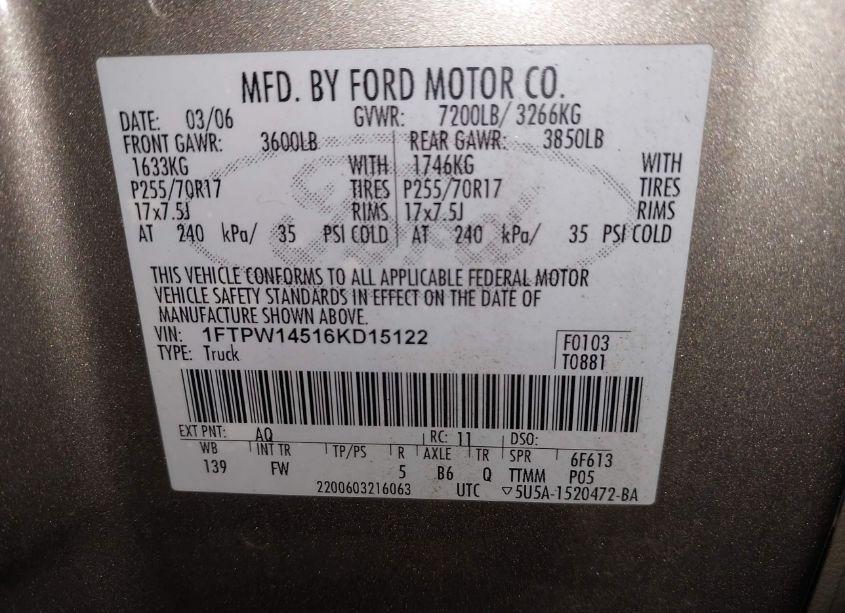 MFD. BY FORD MOTOR CO.
DATE: 03/06 GVWR: 7200LB/ 3266KG
FRONT GAWR: 3600LB REAR GAWR: 3850LB
1633KG WITH 1746KG WITH
P255/70R17 TIRES P255/70R17 TIRES
17x7.5J RIMS 17x7.5J RIMS
AT 240 kPa/ 35 PSI COLD AT 240 kPa/ 35 PSI COLD
THIS VEHICLE CONFORMS TO ALL APPLICABLE FEDERAL MOTOR
VEHICLE SAFETY STANDARDS IN EFFECT ON THE DATE OF
MANUFACTURE SHOWN ABOVE.
VIN: 1FTPW14516KD15122 F0103
TYPE: Truck T0881
EXT PNT: AQ RC: 11 DSO:
WB INT TR TP/PS R AXLE TR SPR 6F613
139 FW 5 B6 Q TTMM P05
2200603216063 UTC ▽5U5A-1520472-BA